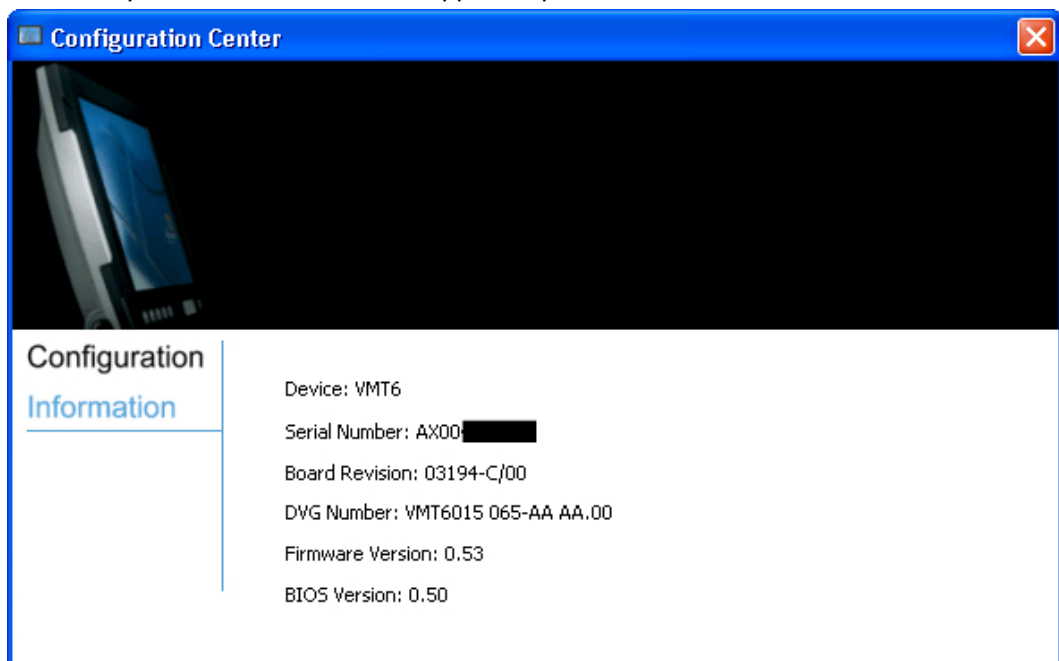 Configuration Center
Configuration
Information
Device: VMT6
Serial Number: AX00
Board Revision: 03194-C/00
DVG Number: VMT6015 065-AA AA.00
Firmware Version: 0.53
BIOS Version: 0.50